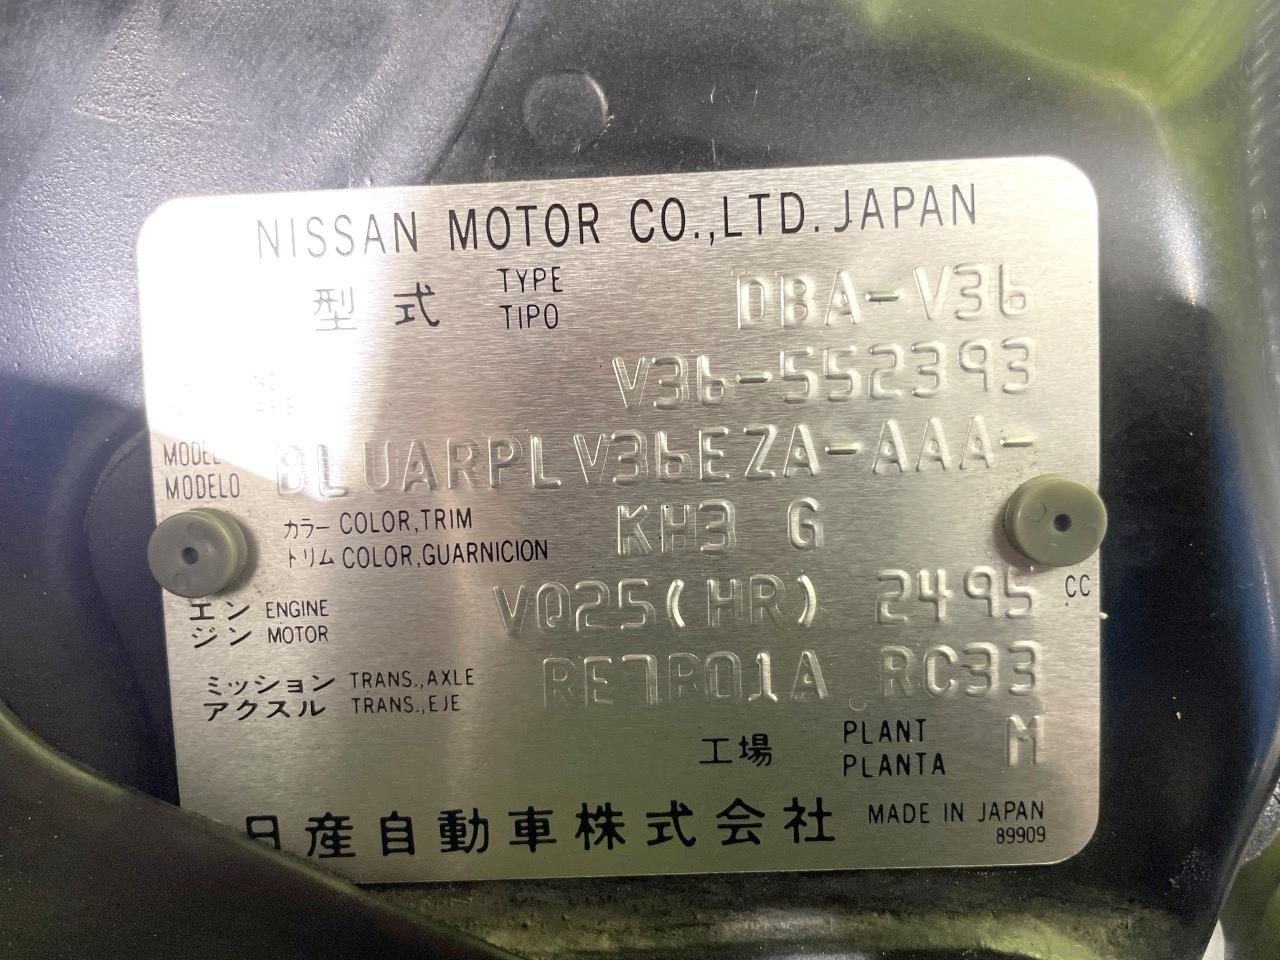 NISSAN MOTOR CO.,LTD. JAPAN
型式 TYPE TIPO DBA-V36
V36-552393
MODEL MODELO BLUARPLV36EZA-AAA-
カラー COLOR,TRIM KH3 G
トリム COLOR,GUARNICION
エンジン ENGINE MOTOR VQ25(HR) 2495 CC
ミッション TRANS.,AXLE RE7R01A RC33
アクスル TRANS.,EJE
工場 PLANT PLANTA M
日産自動車株式会社 MADE IN JAPAN
89909